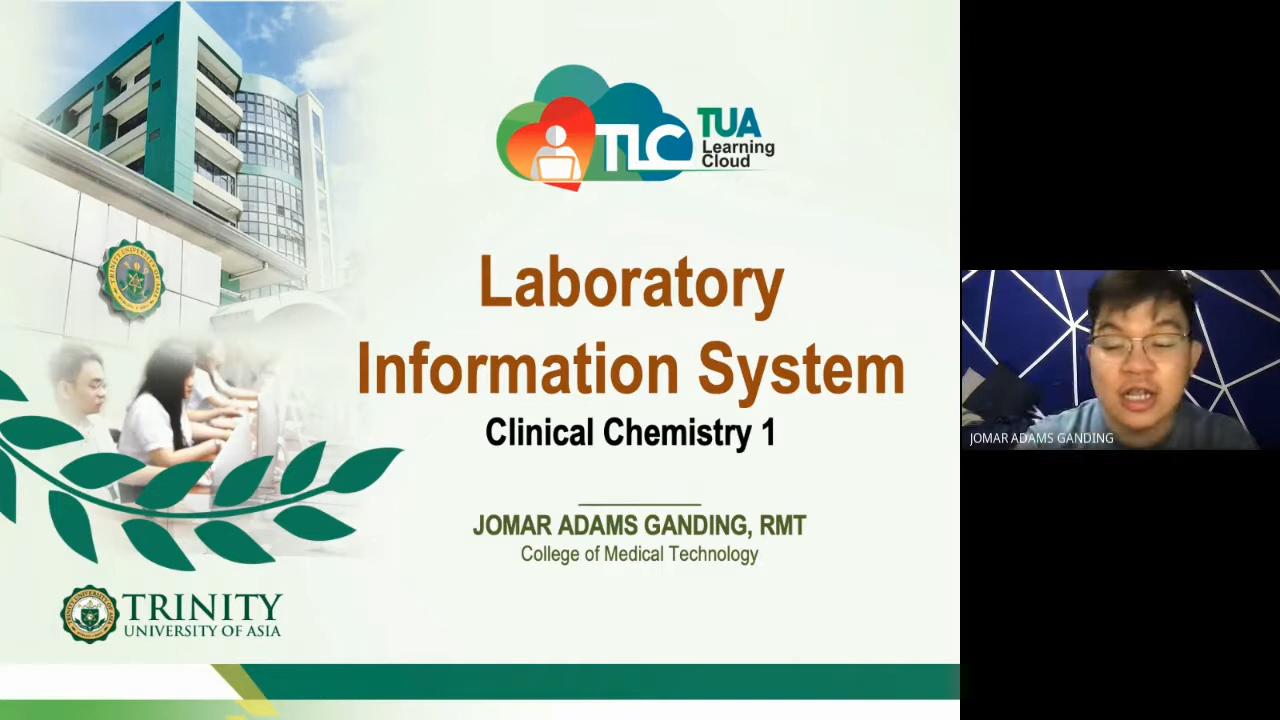 TLC
TUA
Learning
Cloud
Laboratory
Information System
Clinical Chemistry 1
JOMAR ADAMS GANDING, RMT
College of Medical Technology
TRINITY
UNIVERSITY OF ASIA
JOMAR ADAMS GANDING